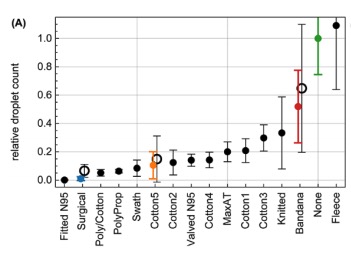 (A)
relative droplet count
1.0
0.8
0.6
0.4
0.2
0.0
Fitted N95
Surgical
Poly/Cotton
PolyProp
Swath
Cotton5
Cotton2
Valved N95
Cotton4
MaxAT
Cotton1
Cotton3
Knitted
Bandana
None
Fleece